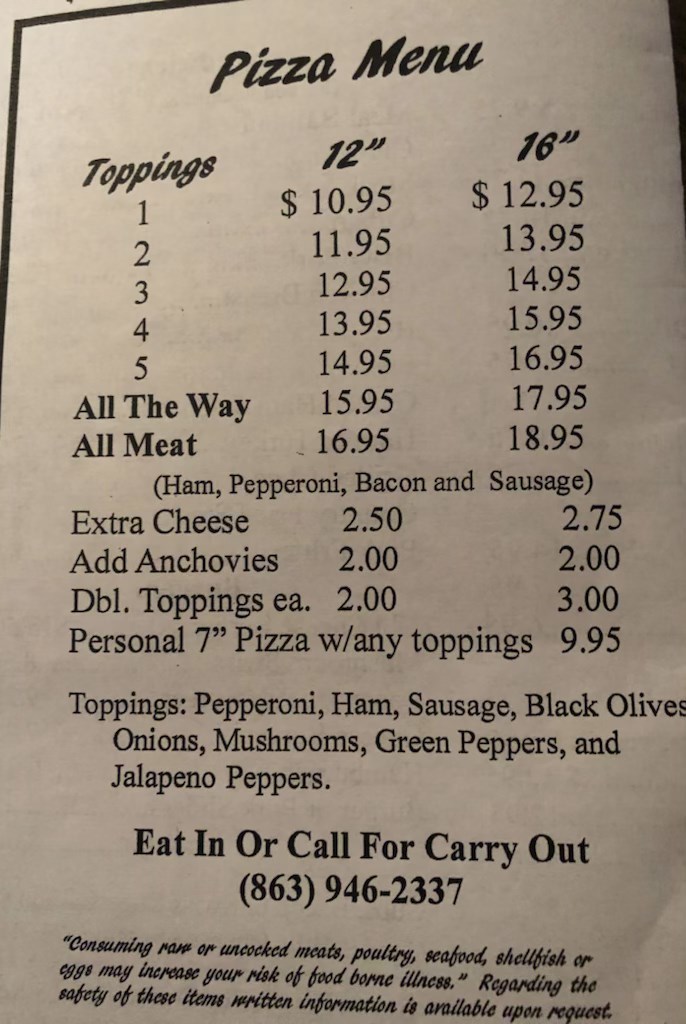 Pizza Menu
Toppings 12" 16"
1 $ 10.95 $ 12.95
2 11.95 13.95
3 12.95 14.95
4 13.95 15.95
5 14.95 16.95
All The Way 15.95 17.95
All Meat 16.95 18.95
(Ham, Pepperoni, Bacon and Sausage)
Extra Cheese 2.50 2.75
Add Anchovies 2.00 2.00
Dbl. Toppings ea. 2.00 3.00
Personal 7" Pizza w/any toppings 9.95
Toppings: Pepperoni, Ham, Sausage, Black Olives
Onions, Mushrooms, Green Peppers, and
Jalapeno Peppers.
Eat In Or Call For Carry Out
(863) 946-2337
"Consuming raw or uncocked meats, poultry, seafood, shellfish or
eggs may increase your risk of food borne illness." Regarding the
safety of these items written information is available upon request.